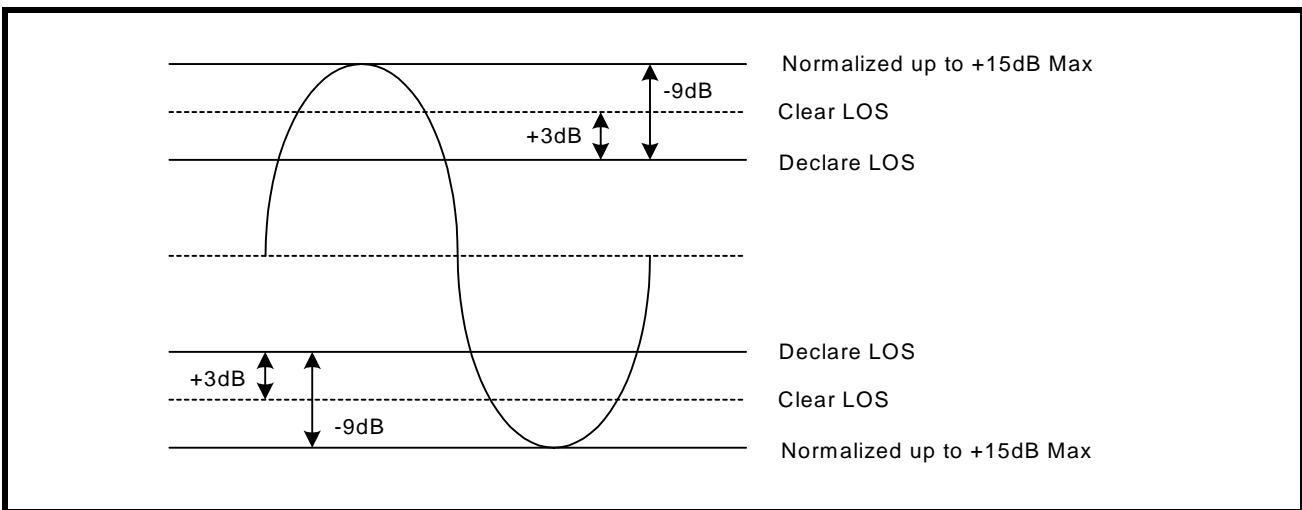 Normalized up to +15dB Max
-9dB
Clear LOS
+3dB
Declare LOS
Declare LOS
+3dB
Clear LOS
-9dB
Normalized up to +15dB Max